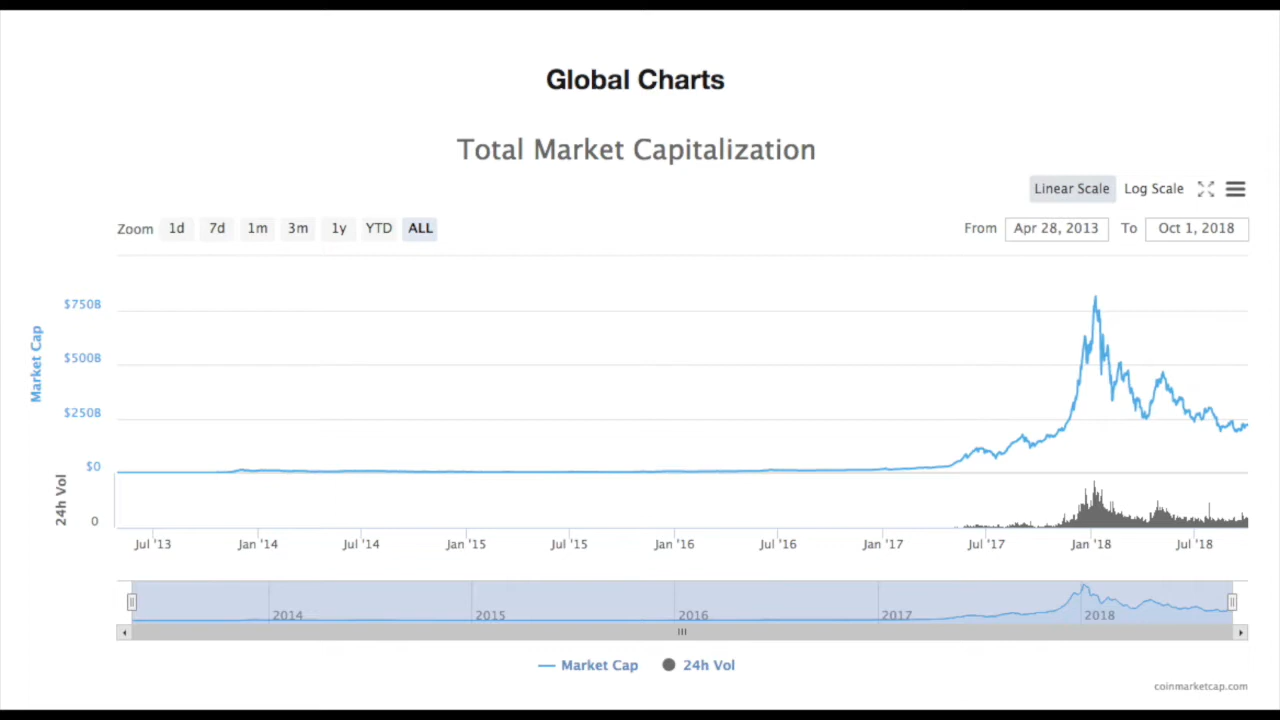 Global Charts
Total Market Capitalization
Linear Scale Log Scale
Zoom 1d 7d 1m 3m 1y YTD ALL From Apr 28, 2013 To Oct 1, 2018
Market Cap
$750B
$500B
$250B
$0
24h Vol
0
Jul '13 Jan '14 Jul '14 Jan '15 Jul '15 Jan '16 Jul '16 Jan '17 Jul '17 Jan '18 Jul '18
2014 2015 2016 2017 2018
Market Cap 24h Vol
coinmarketcap.com